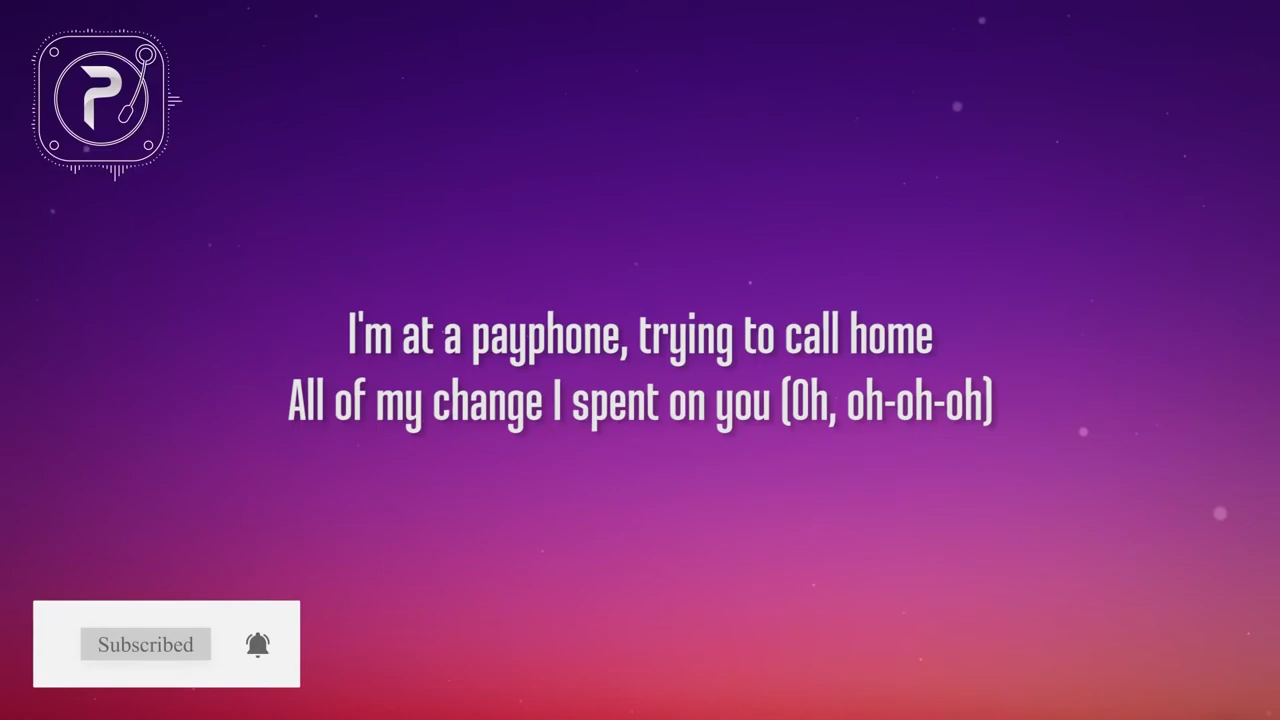 P
I'm at a payphone, trying to call home
All of my change I spent on you (Oh, oh-oh-oh)
Subscribed